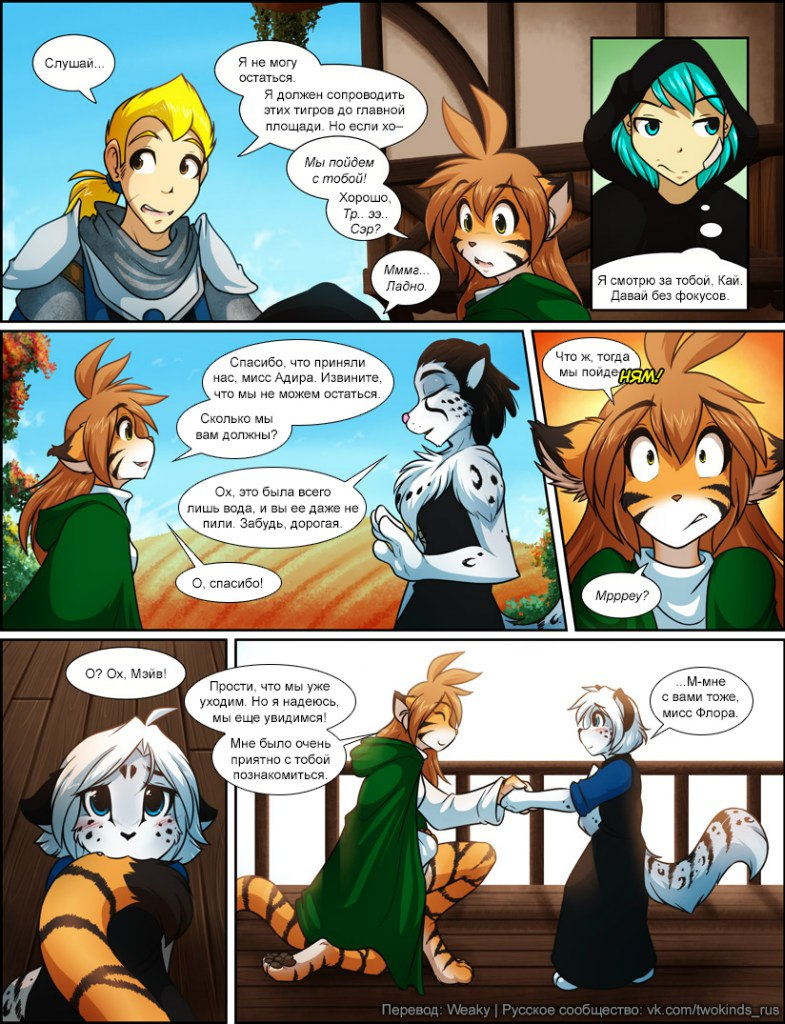 Слушай...
Я не могу
остаться.
Я должен сопроводить
этих тигров до главной
площади. Но если хо–
Мы пойдем
с тобой!
Хорошо,
Тр.. ээ..
Сэр?
Мммг...
Ладно.
Я смотрю за тобой, Кай.
Давай без фокусов.
Спасибо, что приняли
нас, мисс Адира. Извините,
что мы не можем остаться.
Сколько мы
вам должны?
Ох, это была всего
лишь вода, и вы ее даже не
пили. Забудь, дорогая.
О, спасибо!
Что ж, тогда
мы пойде
НЯМ!
Мррреу?
О? Ох, Мэйв!
Прости, что мы уже
уходим. Но я надеюсь,
мы еще увидимся!
Мне было очень
приятно с тобой
познакомиться.
...М-мне
с вами тоже,
мисс Флора.
Перевод: Weaky | Русское сообщество: vk.com/twokinds_rus